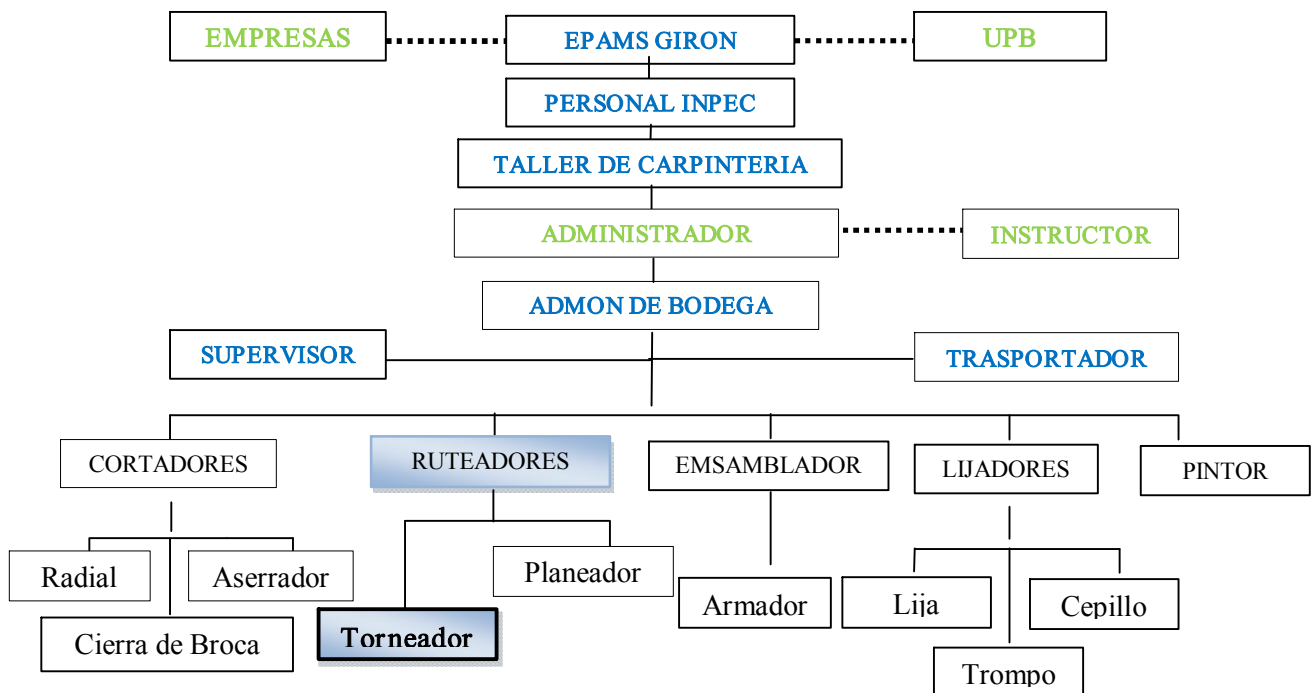 EMPRESAS
EPAMS GIRON
UPB
PERSONAL INPEC
TALLER DE CARPINTERIA
ADMINISTRADOR
INSTRUCTOR
ADMON DE BODEGA
SUPERVISOR
TRASPORTADOR
CORTADORES
RUTEADORES
EMSAMBLADOR
LIJADORES
PINTOR
Radial
Aserrador
Planeador
Armador
Lija
Cepillo
Cierra de Broca
Torneador
Trompo